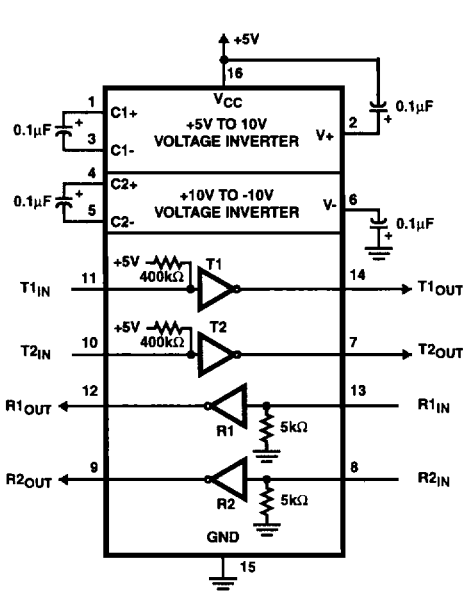 +5V
16
VCC
1
C1+
+
0.1µF
3
C1-
+5V TO 10V
VOLTAGE INVERTER
V+
2
+
0.1µF
4
C2+
0.1µF
+
5
C2-
+10V TO -10V
VOLTAGE INVERTER
V-
6
0.1µF
+
+5V
400kΩ
T1
T1IN
11
14
T1OUT
+5V
400kΩ
T2
T2IN
10
7
T2OUT
R1OUT
12
R1
5kΩ
13
R1IN
R2OUT
9
R2
5kΩ
8
R2IN
GND
15